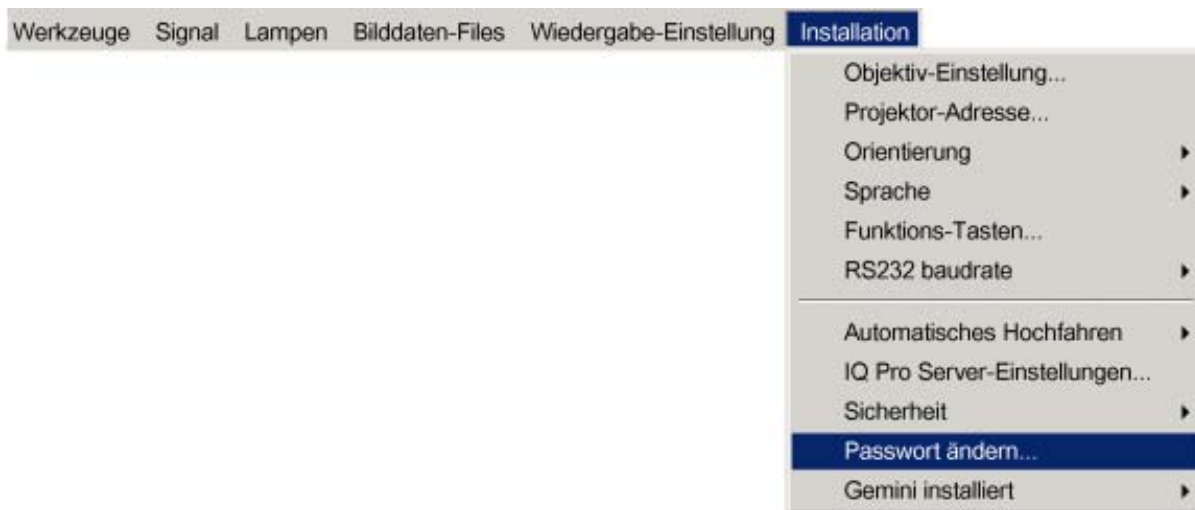 Werkzeuge Signal Lampen Bilddaten-Files Wiedergabe-Einstellung Installation
Objektiv-Einstellung...
Projektor-Adresse...
Orientierung
Sprache
Funktions-Tasten...
RS232 baudrate
Automatisches Hochfahren
IQ Pro Server-Einstellungen...
Sicherheit
Passwort ändern...
Gemini installiert